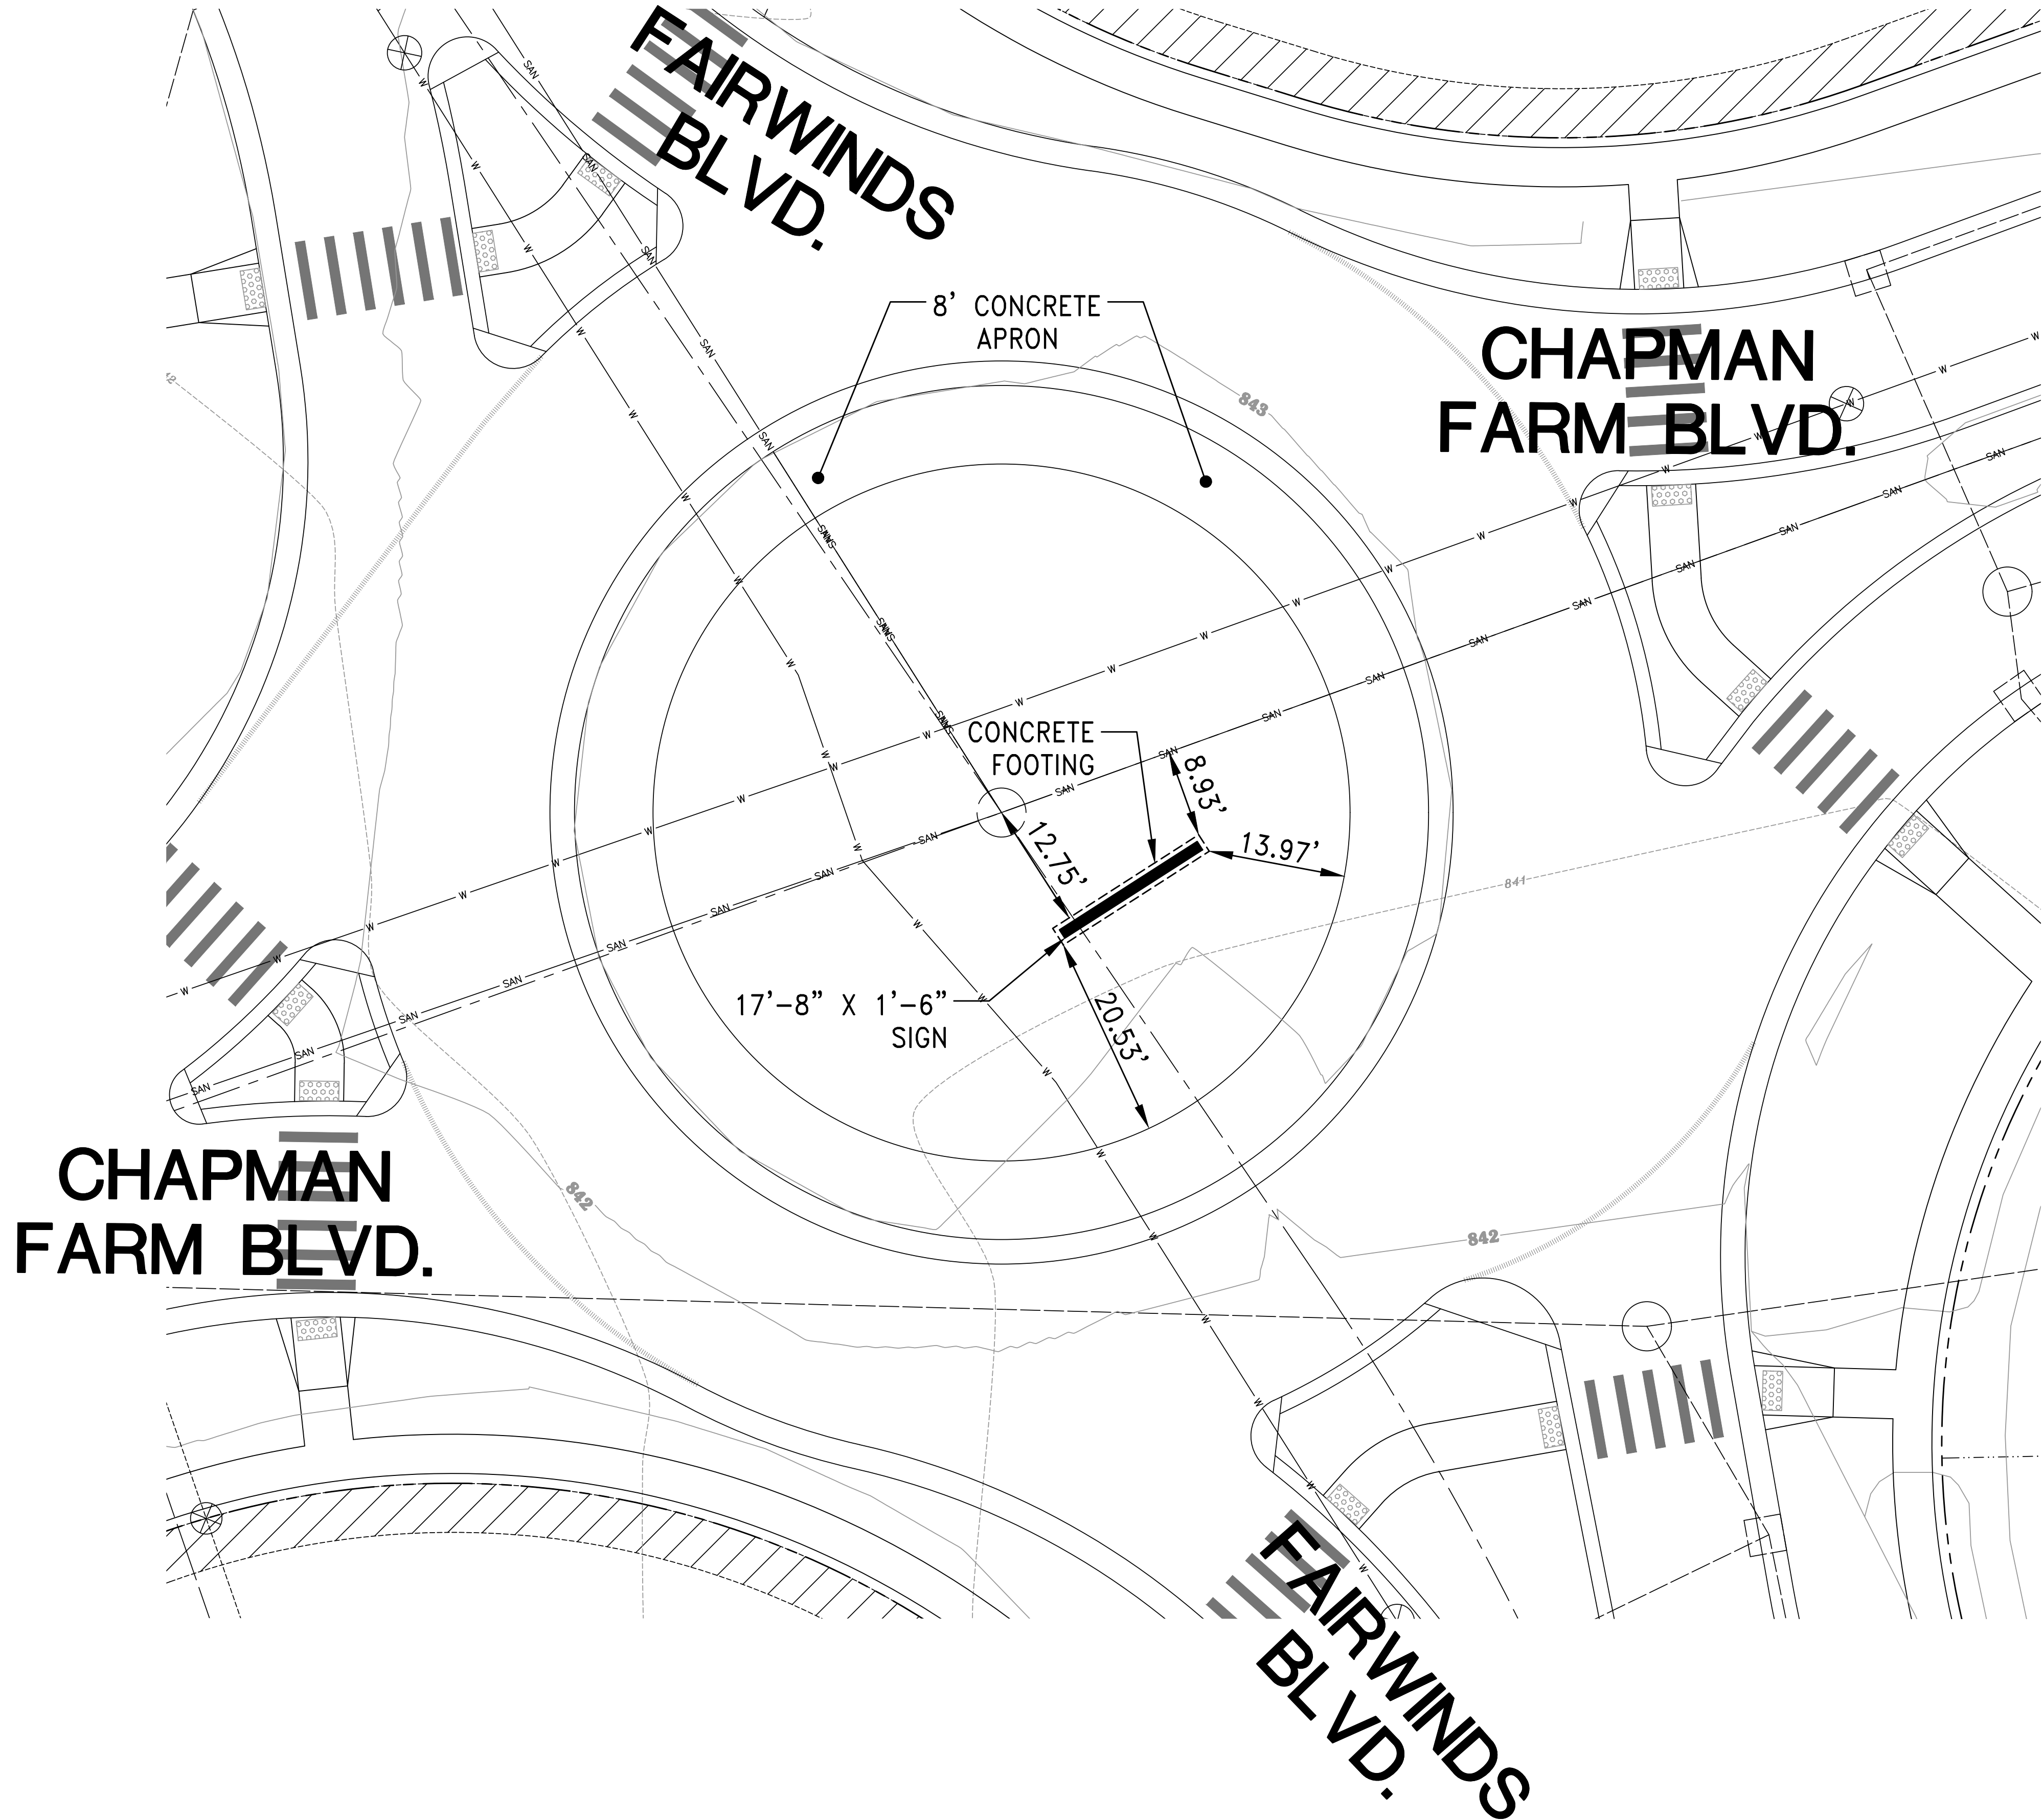 FAIRWINDS
BLVD.
8' CONCRETE
APRON
CHAPMAN
FARM BLVD.
843
CONCRETE
FOOTING
8.93'
12.75'
13.97'
841
17'-8" X 1'-6"
SIGN
20.53'
CHAPMAN
FARM BLVD.
842
842
FAIRWINDS
BLVD.
W
SAN